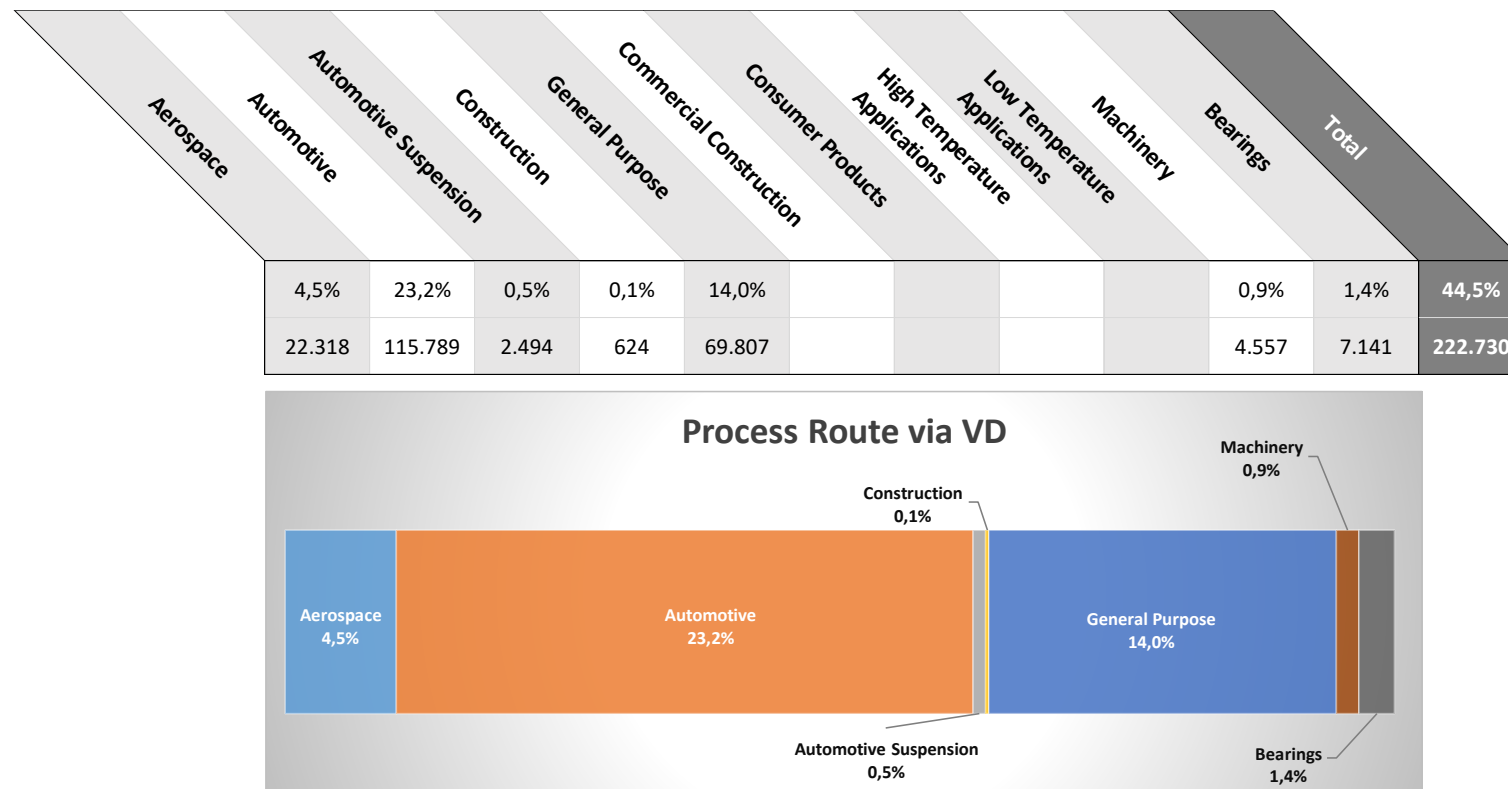 Aerospace
Automotive
Automotive Suspension
Construction
General Purpose
Commercial Construction
Consumer Products
High Temperature
Applications
Low Temperature
Applications
Machinery
Bearings
Total
4,5% 23,2% 0,5% 0,1% 14,0% 0,9% 1,4% 44,5%
22.318 115.789 2.494 624 69.807 4.557 7.141 222.730
Process Route via VD
Machinery
0,9%
Construction
0,1%
Aerospace
4,5%
Automotive
23,2%
General Purpose
14,0%
Automotive Suspension
0,5%
Bearings
1,4%